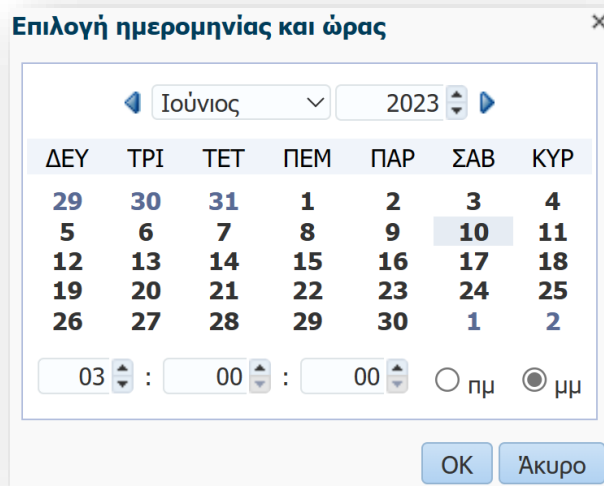 Επιλογή ημερομηνίας και ώρας
Ιούνιος 2023
ΔΕΥ ΤΡΙ ΤΕΤ ΠΕΜ ΠΑΡ ΣΑΒ ΚΥΡ
29 30 31 1 2 3 4
5 6 7 8 9 10 11
12 13 14 15 16 17 18
19 20 21 22 23 24 25
26 27 28 29 30 1 2
03 : 00 : 00 πμ μμ
OK Άκυρο